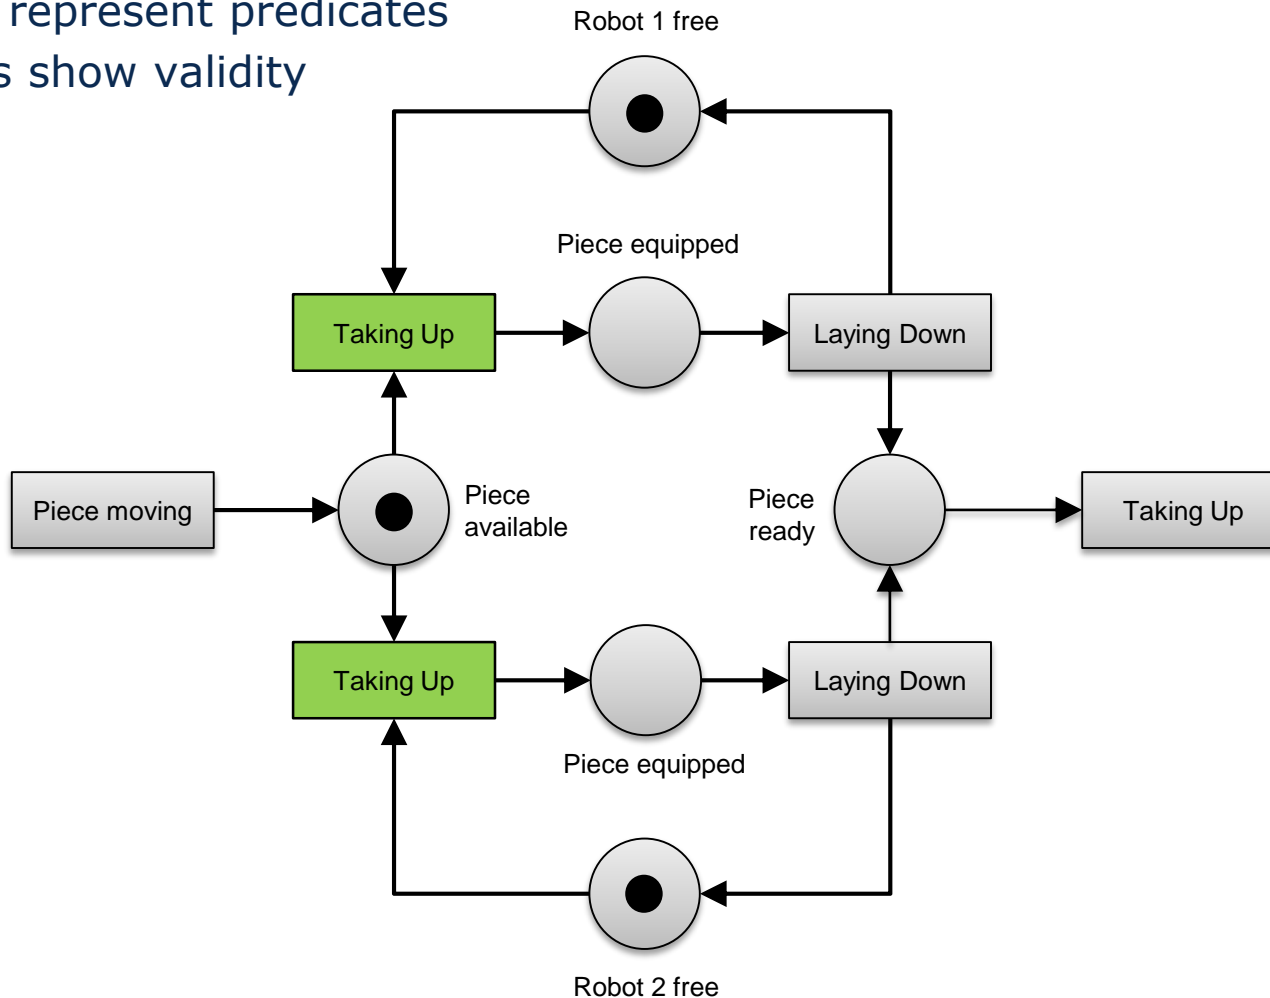 represent predicates
s show validity
Robot 1 free
Piece equipped
Taking Up
Laying Down
Piece moving
Piece
available
Piece
ready
Taking Up
Taking Up
Laying Down
Piece equipped
Robot 2 free